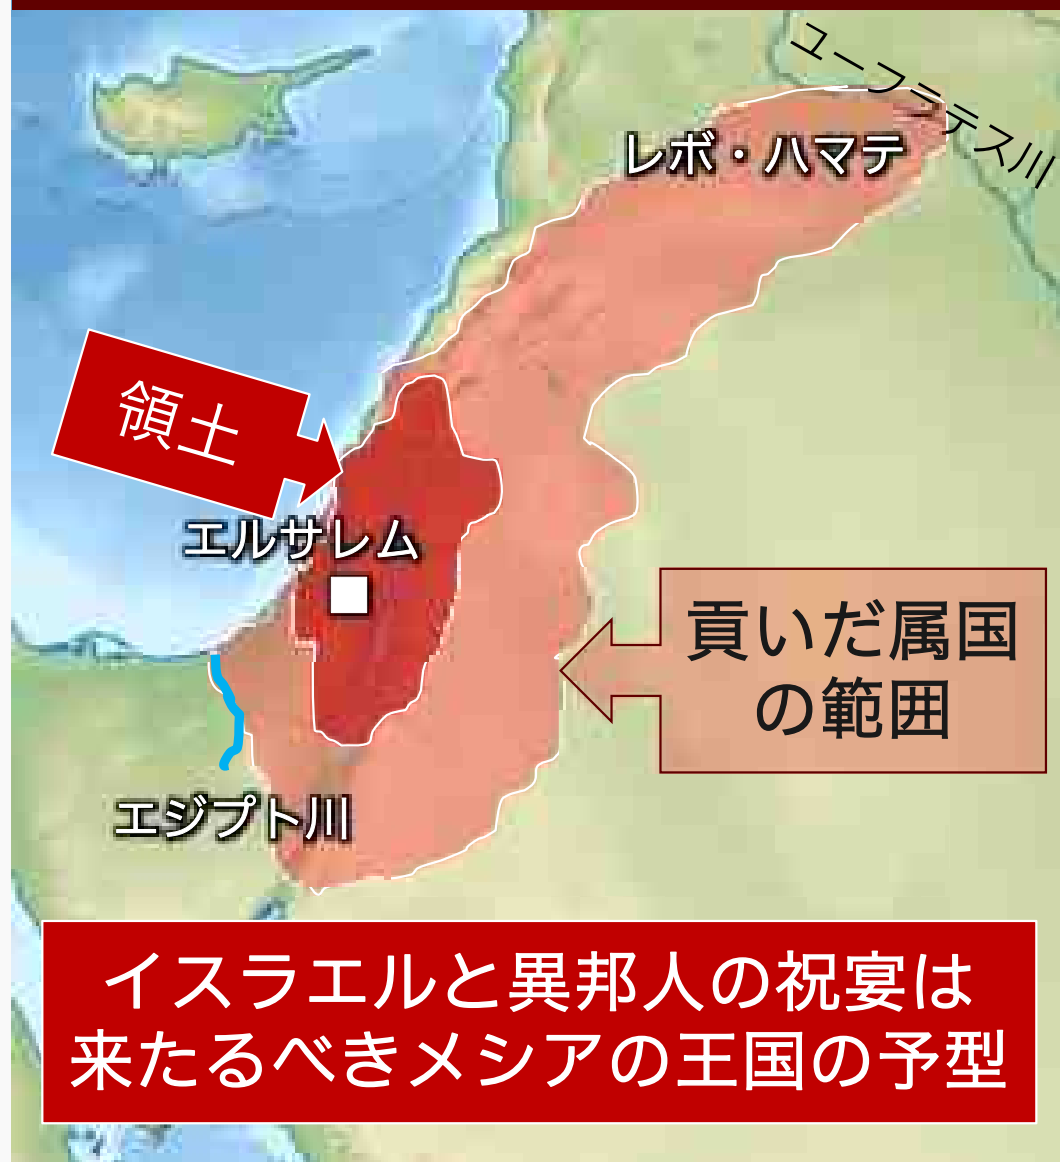 ユーフラテス川
レボ・ハマテ
領土
エルサレム
貢いだ属国
の範囲
エジプト川
イスラエルと異邦人の祝宴は
来たるべきメシアの王国の予型